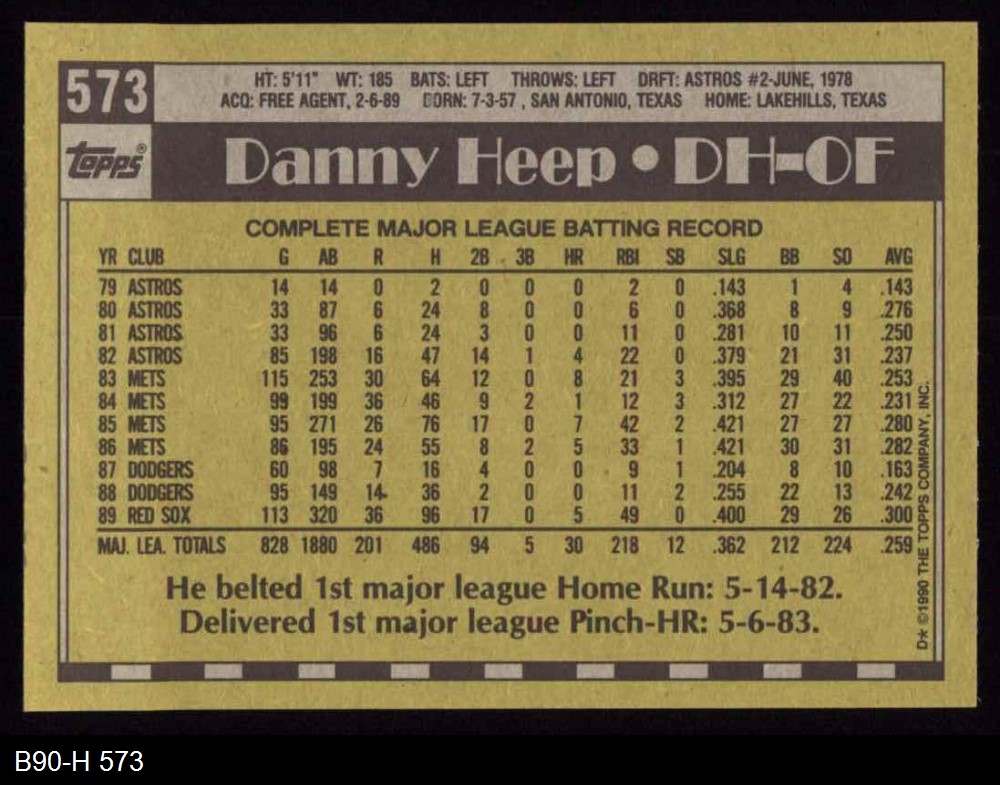 573
HT: 5'11" WT: 185 BATS: LEFT THROWS: LEFT DRFT: ASTROS #2-JUNE, 1978
ACQ: FREE AGENT, 2-6-89 BORN: 7-3-57, SAN ANTONIO, TEXAS HOME: LAKEHILLS, TEXAS
TOPPS® Danny Heep • DH-OF
COMPLETE MAJOR LEAGUE BATTING RECORD
YR CLUB G AB R H 2B 3B HR RBI SB SLG BB SO AVG
79 ASTROS 14 14 0 2 0 0 0 2 0 .143 1 4 .143
80 ASTROS 33 87 6 24 8 0 0 6 0 .368 8 9 .276
81 ASTROS 33 96 6 24 3 0 0 11 0 .281 10 11 .250
82 ASTROS 85 198 16 47 14 1 4 22 0 .379 21 31 .237
83 METS 115 253 30 64 12 0 8 21 3 .395 29 40 .253
84 METS 99 199 36 46 9 2 1 12 3 .312 27 22 .231
85 METS 95 271 26 76 17 0 7 42 2 .421 27 27 .280
86 METS 86 195 24 55 8 2 5 33 1 .421 30 31 .282
87 DODGERS 60 98 7 16 4 0 0 9 1 .204 8 10 .163
88 DODGERS 95 149 14 36 2 0 0 11 2 .255 22 13 .242
89 RED SOX 113 320 36 96 17 0 5 49 0 .400 29 26 .300
MAJ. LEA. TOTALS 828 1880 201 486 94 5 30 218 12 .362 212 224 .259
He belted 1st major league Home Run: 5-14-82.
Delivered 1st major league Pinch-HR: 5-6-83.
D* ©1990 THE TOPPS COMPANY, INC.
B90-H 573